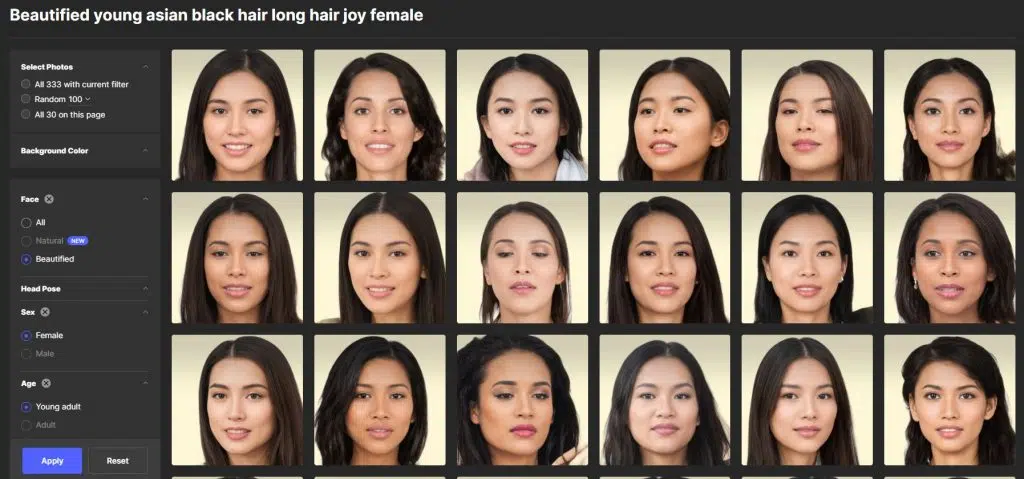 Beautified young asian black hair long hair joy female
Select Photos
All 333 with current filter
Random 100
All 30 on this page
Background Color
Face
All
Natural NEW
Beautified
Head Pose
Sex
Female
Male
Age
Young adult
Adult
Apply Reset